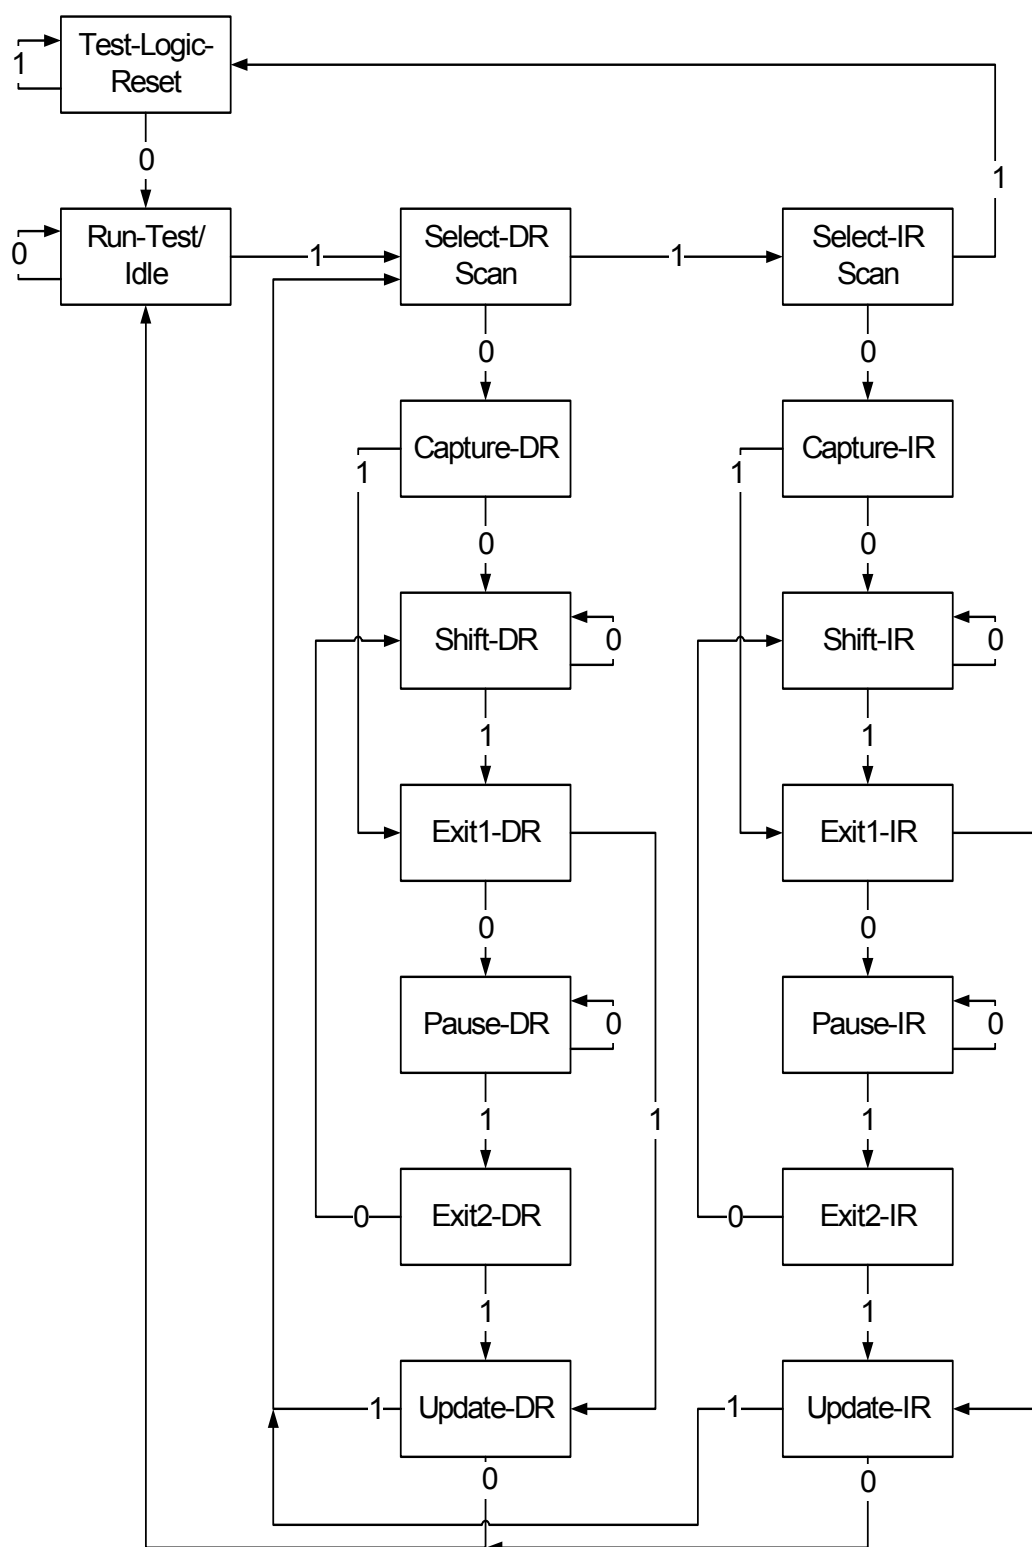 Test-Logic-
Reset
1
0
1
Run-Test/
Idle
0
1
Select-DR
Scan
1
Select-IR
Scan
0
0
Capture-DR
1
Capture-IR
1
0
0
Shift-DR
0
Shift-IR
0
1
1
Exit1-DR
Exit1-IR
0
0
Pause-DR
0
Pause-IR
0
1
1
1
Exit2-DR
0
Exit2-IR
0
1
1
Update-DR
1
Update-IR
1
0
0